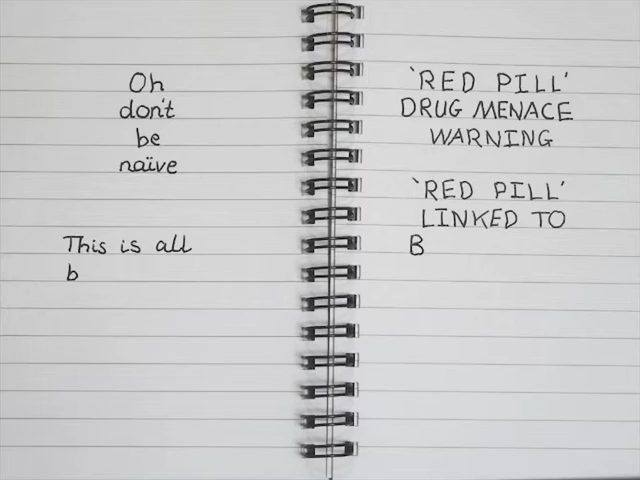 Oh
don't
be
naïve
This is all
b
'RED PILL'
DRUG MENACE
WARNING
'RED PILL'
LINKED TO
B